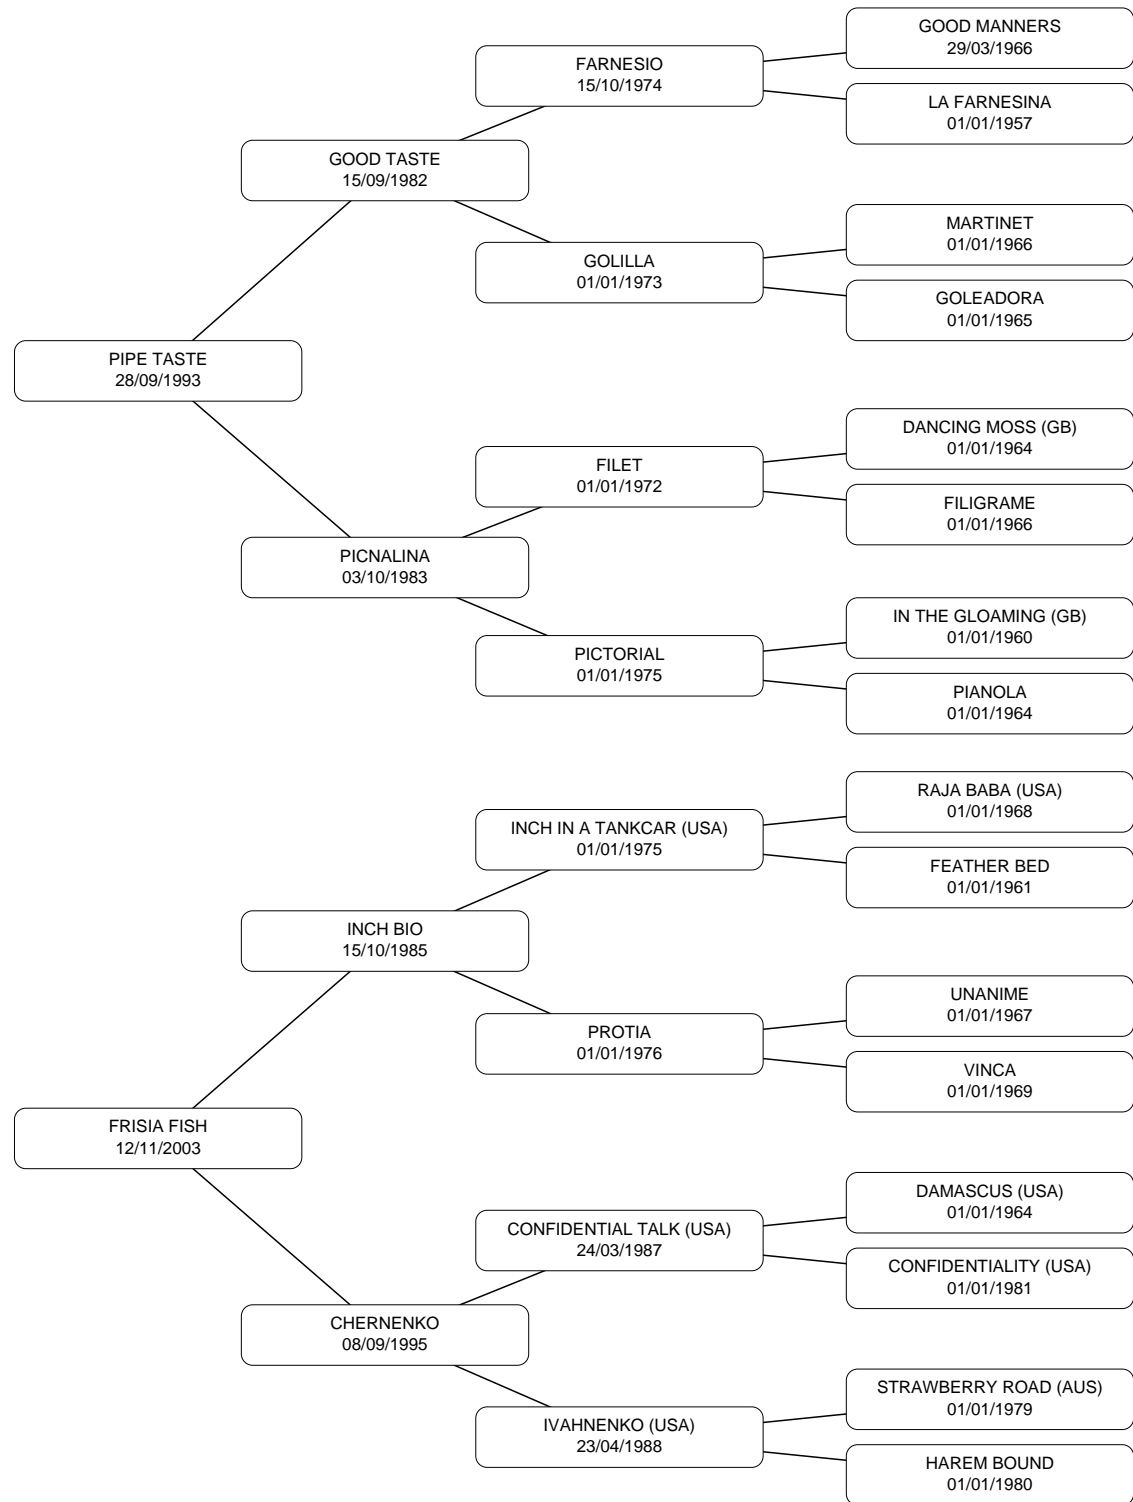 GOOD MANNERS
29/03/1966
FARNESIO
15/10/1974
LA FARNESINA
01/01/1957
GOOD TASTE
15/09/1982
MARTINET
01/01/1966
GOLILLA
01/01/1973
GOLEADORA
01/01/1965
PIPE TASTE
28/09/1993
DANCING MOSS (GB)
01/01/1964
FILET
01/01/1972
FILIGRAME
01/01/1966
PICNALINA
03/10/1983
IN THE GLOAMING (GB)
01/01/1960
PICTORIAL
01/01/1975
PIANOLA
01/01/1964
RAJA BABA (USA)
01/01/1968
INCH IN A TANKCAR (USA)
01/01/1975
FEATHER BED
01/01/1961
INCH BIO
15/10/1985
UNANIME
01/01/1967
PROTIA
01/01/1976
VINCA
01/01/1969
FRISIA FISH
12/11/2003
DAMASCUS (USA)
01/01/1964
CONFIDENTIAL TALK (USA)
24/03/1987
CONFIDENTIALITY (USA)
01/01/1981
CHERNENKO
08/09/1995
STRAWBERRY ROAD (AUS)
01/01/1979
IVAHNENKO (USA)
23/04/1988
HAREM BOUND
01/01/1980